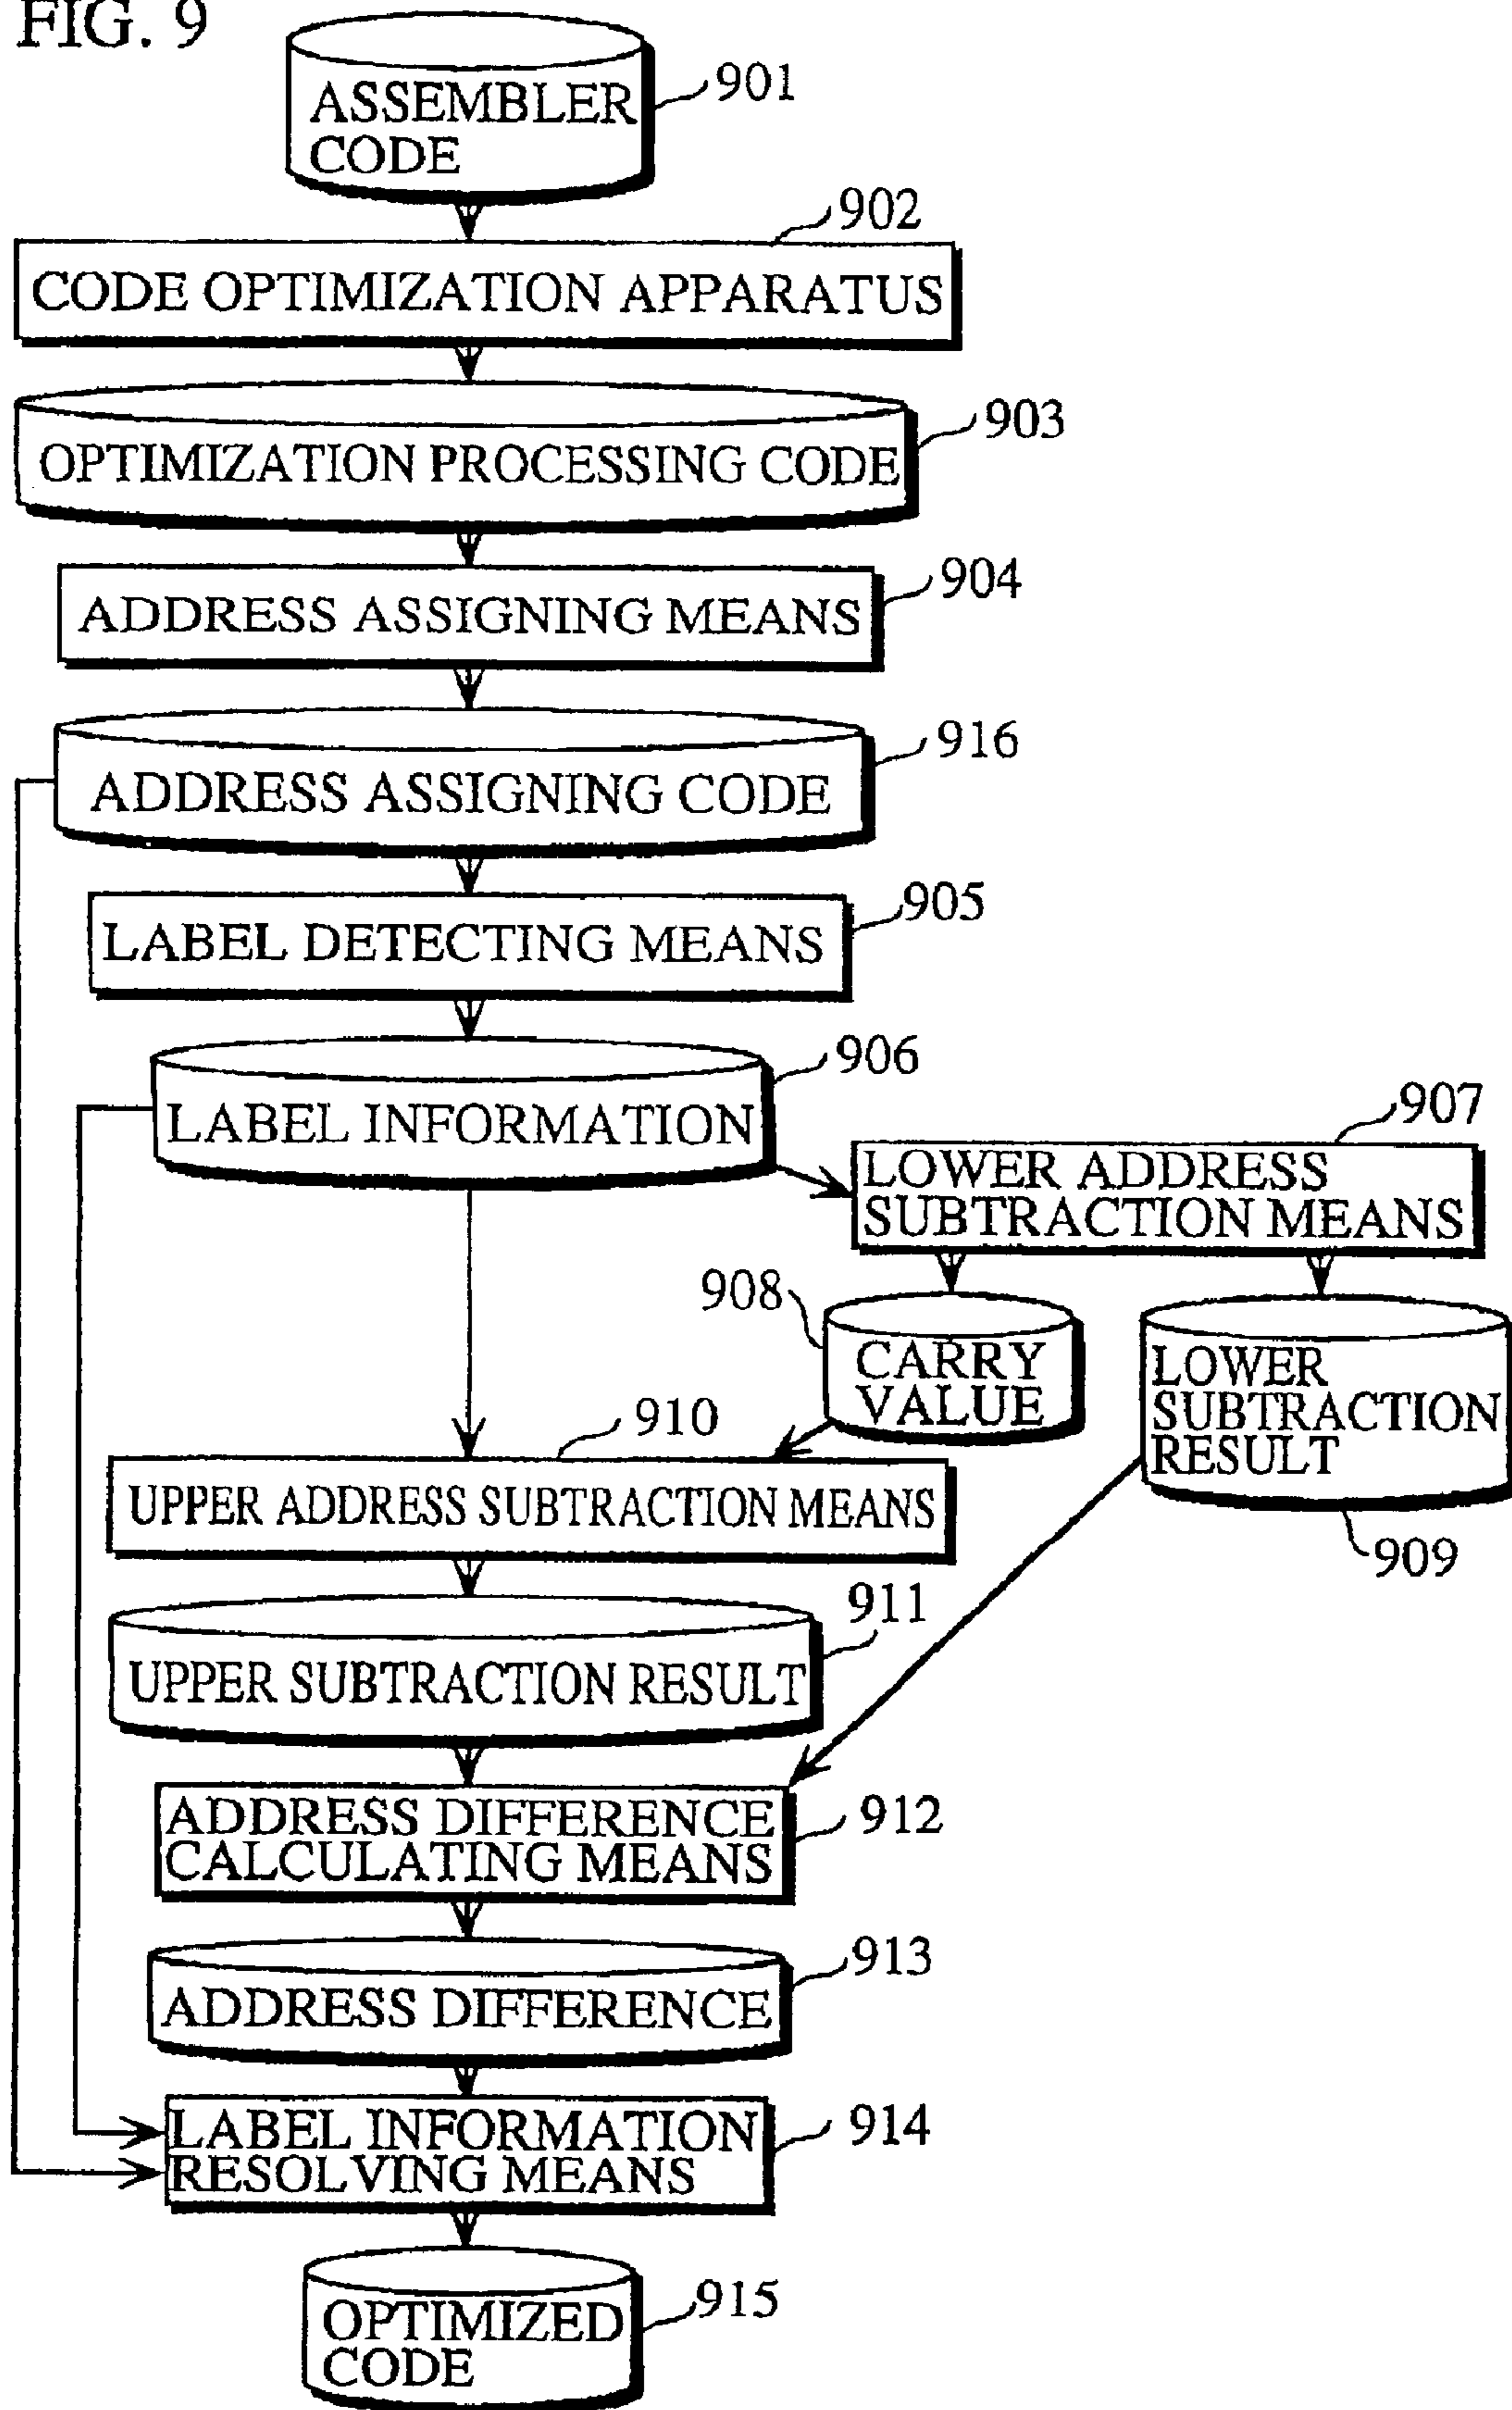 FIG. 9
ASSEMBLER
CODE
901
902
CODE OPTIMIZATION APPARATUS
903
OPTIMIZATION PROCESSING CODE
904
ADDRESS ASSIGNING MEANS
916
ADDRESS ASSIGNING CODE
905
LABEL DETECTING MEANS
906
LABEL INFORMATION
907
LOWER ADDRESS
SUBTRACTION MEANS
908
CARRY
VALUE
LOWER
SUBTRACTION
RESULT
909
910
UPPER ADDRESS SUBTRACTION MEANS
911
UPPER SUBTRACTION RESULT
ADDRESS DIFFERENCE
CALCULATING MEANS
912
913
ADDRESS DIFFERENCE
LABEL INFORMATION
RESOLVING MEANS
914
OPTIMIZED
CODE
915